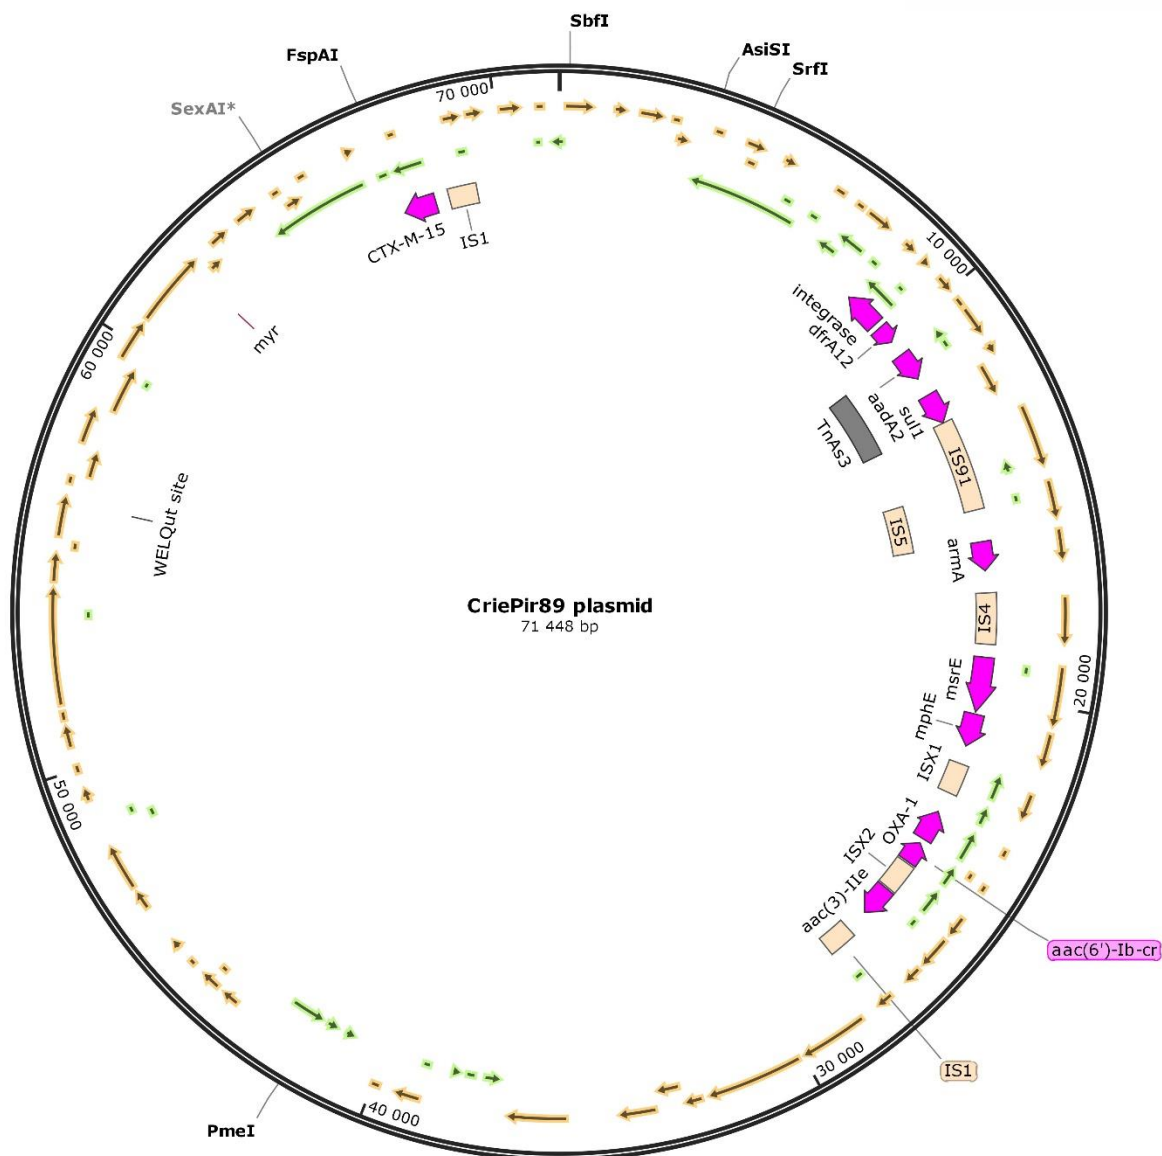 SbfI
AsiSI
SrfI
FspAI
SexAI*
70 000
10 000
20 000
30 000
40 000
50 000
60 000
CTX-M-15
IS1
myr
WELQut site
integrase
dfrA12
aadA2
sul1
TnAs3
IS91
IS5
armA
IS4
msrE
mphE
ISX1
OXA-1
ISX2
aac(3)-IIe
aac(6')-Ib-cr
IS1
PmeI
CriePir89 plasmid
71 448 bp